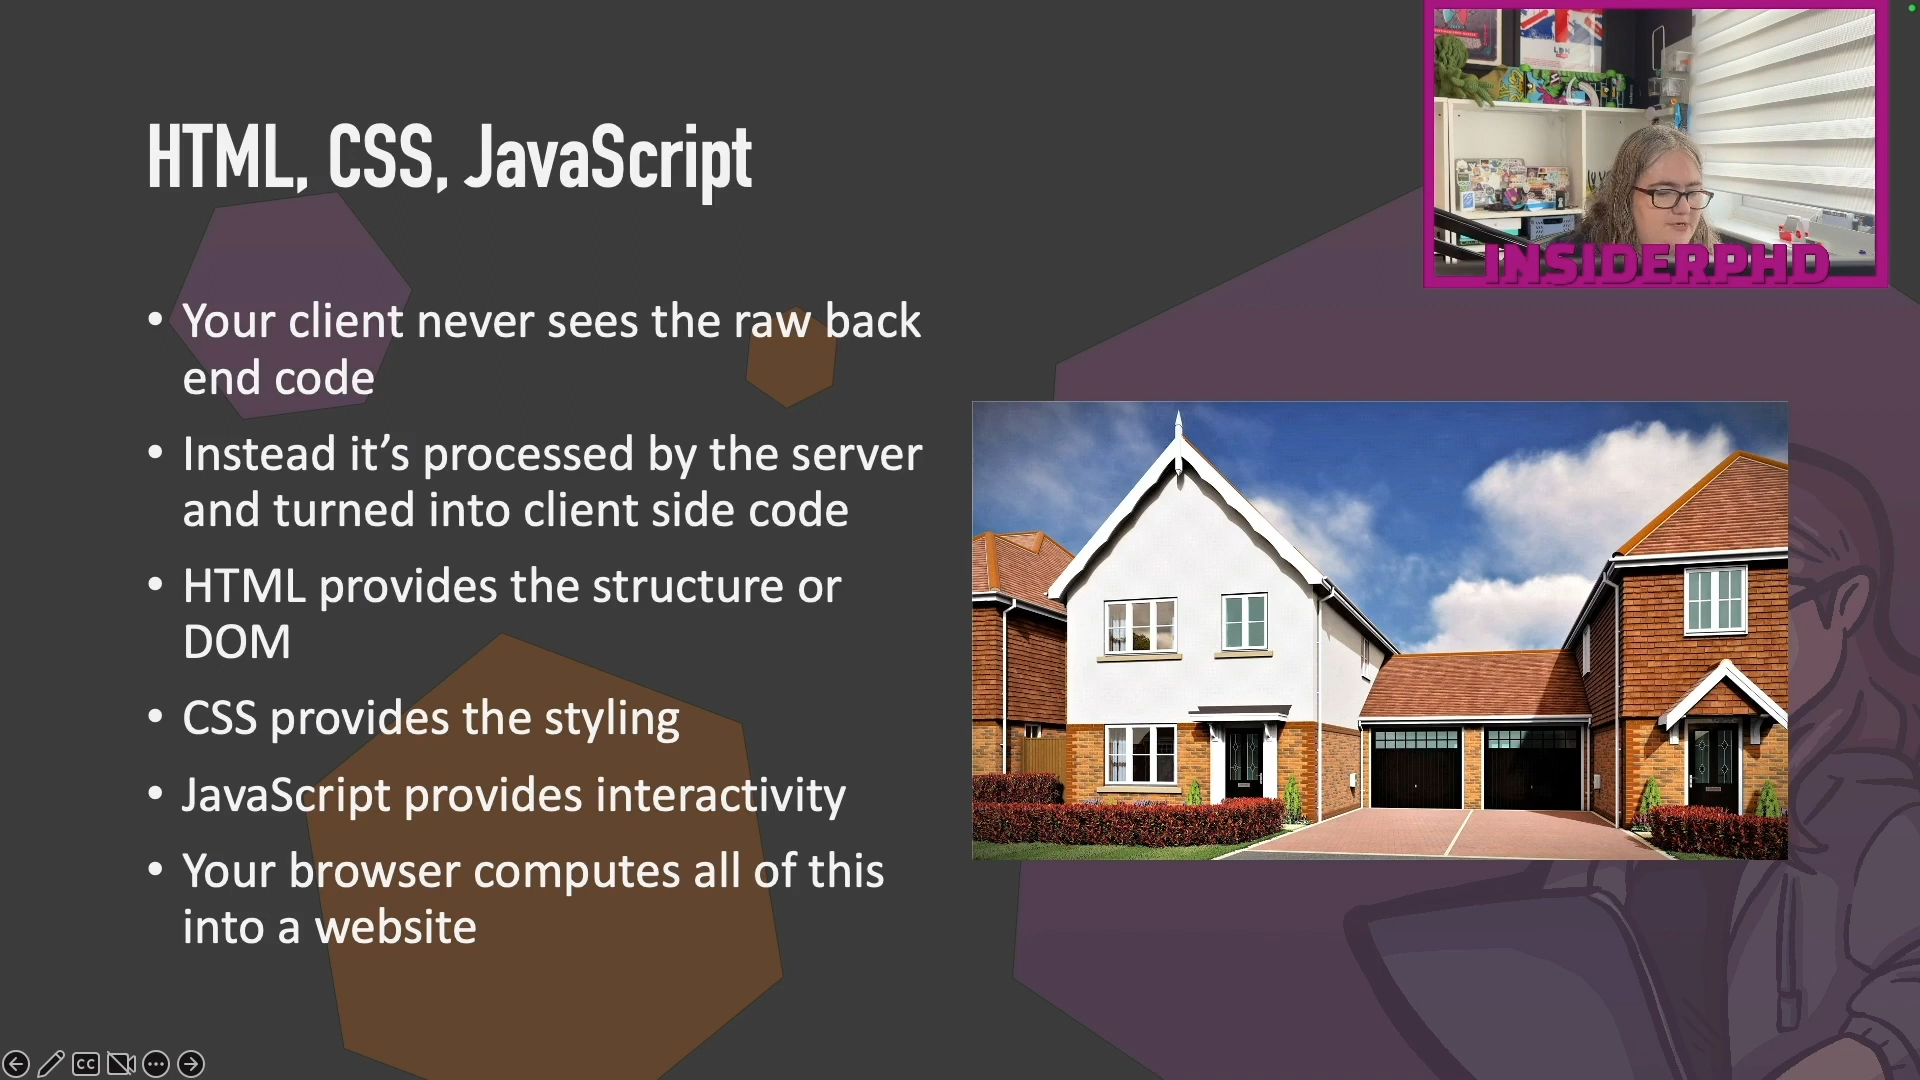 HTML, CSS, JavaScript
• Your client never sees the raw back
end code
• Instead it’s processed by the server
and turned into client side code
• HTML provides the structure or
DOM
• CSS provides the styling
• JavaScript provides interactivity
• Your browser computes all of this
into a website
LDN
INSIDERPHD
CC